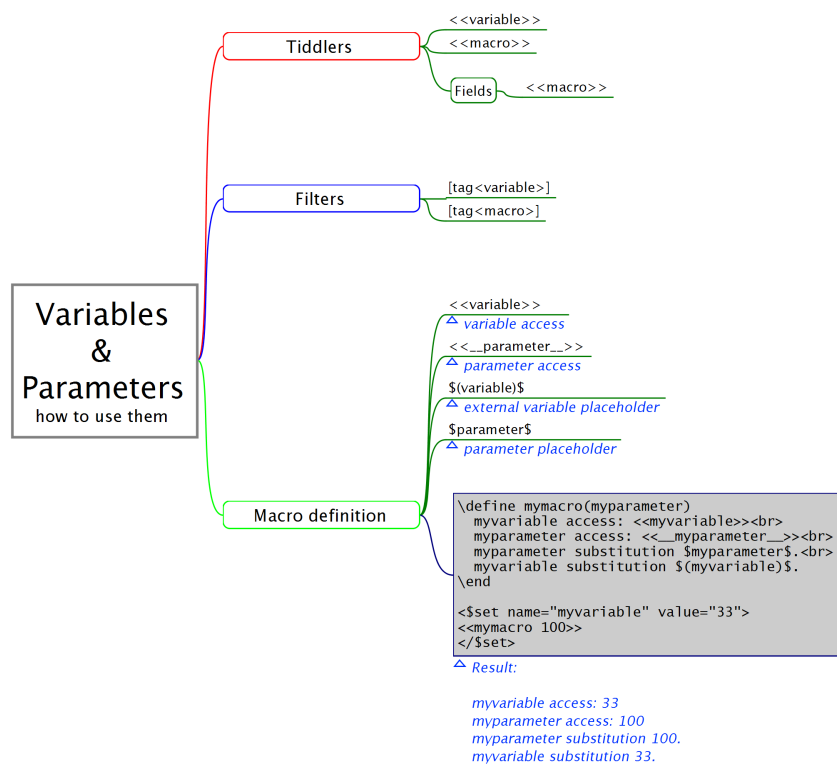 Variables
&
Parameters
how to use them
Tiddlers
<<variable>>
<<macro>>
Fields
<<macro>>
Filters
[tag<variable>]
[tag<macro>]
Macro definition
<<variable>>
variable access
<<__parameter__>>
parameter access
$(variable)$
external variable placeholder
$parameter$
parameter placeholder
\define mymacro(myparameter)
  myvariable access: <<myvariable>><br>
  myparameter access: <<__myparameter__>><br>
  myparameter substitution $myparameter$.<br>
  myvariable substitution $(myvariable)$.
\end

<$set name="myvariable" value="33">
<<mymacro 100>>
</$set>
Result:

myvariable access: 33
myparameter access: 100
myparameter substitution 100.
myvariable substitution 33.